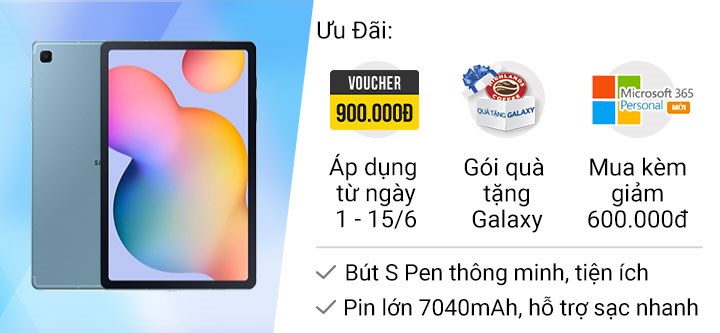 Ưu Đãi:
VOUCHER
900.000Đ
HIGHLANDS
COFFEE
QUÀ TẶNG GALAXY
Microsoft 365
Personal MỚI
Áp dụng
từ ngày
1 - 15/6
Gói quà
tặng
Galaxy
Mua kèm
giảm
600.000đ
Bút S Pen thông minh, tiện ích
Pin lớn 7040mAh, hỗ trợ sạc nhanh